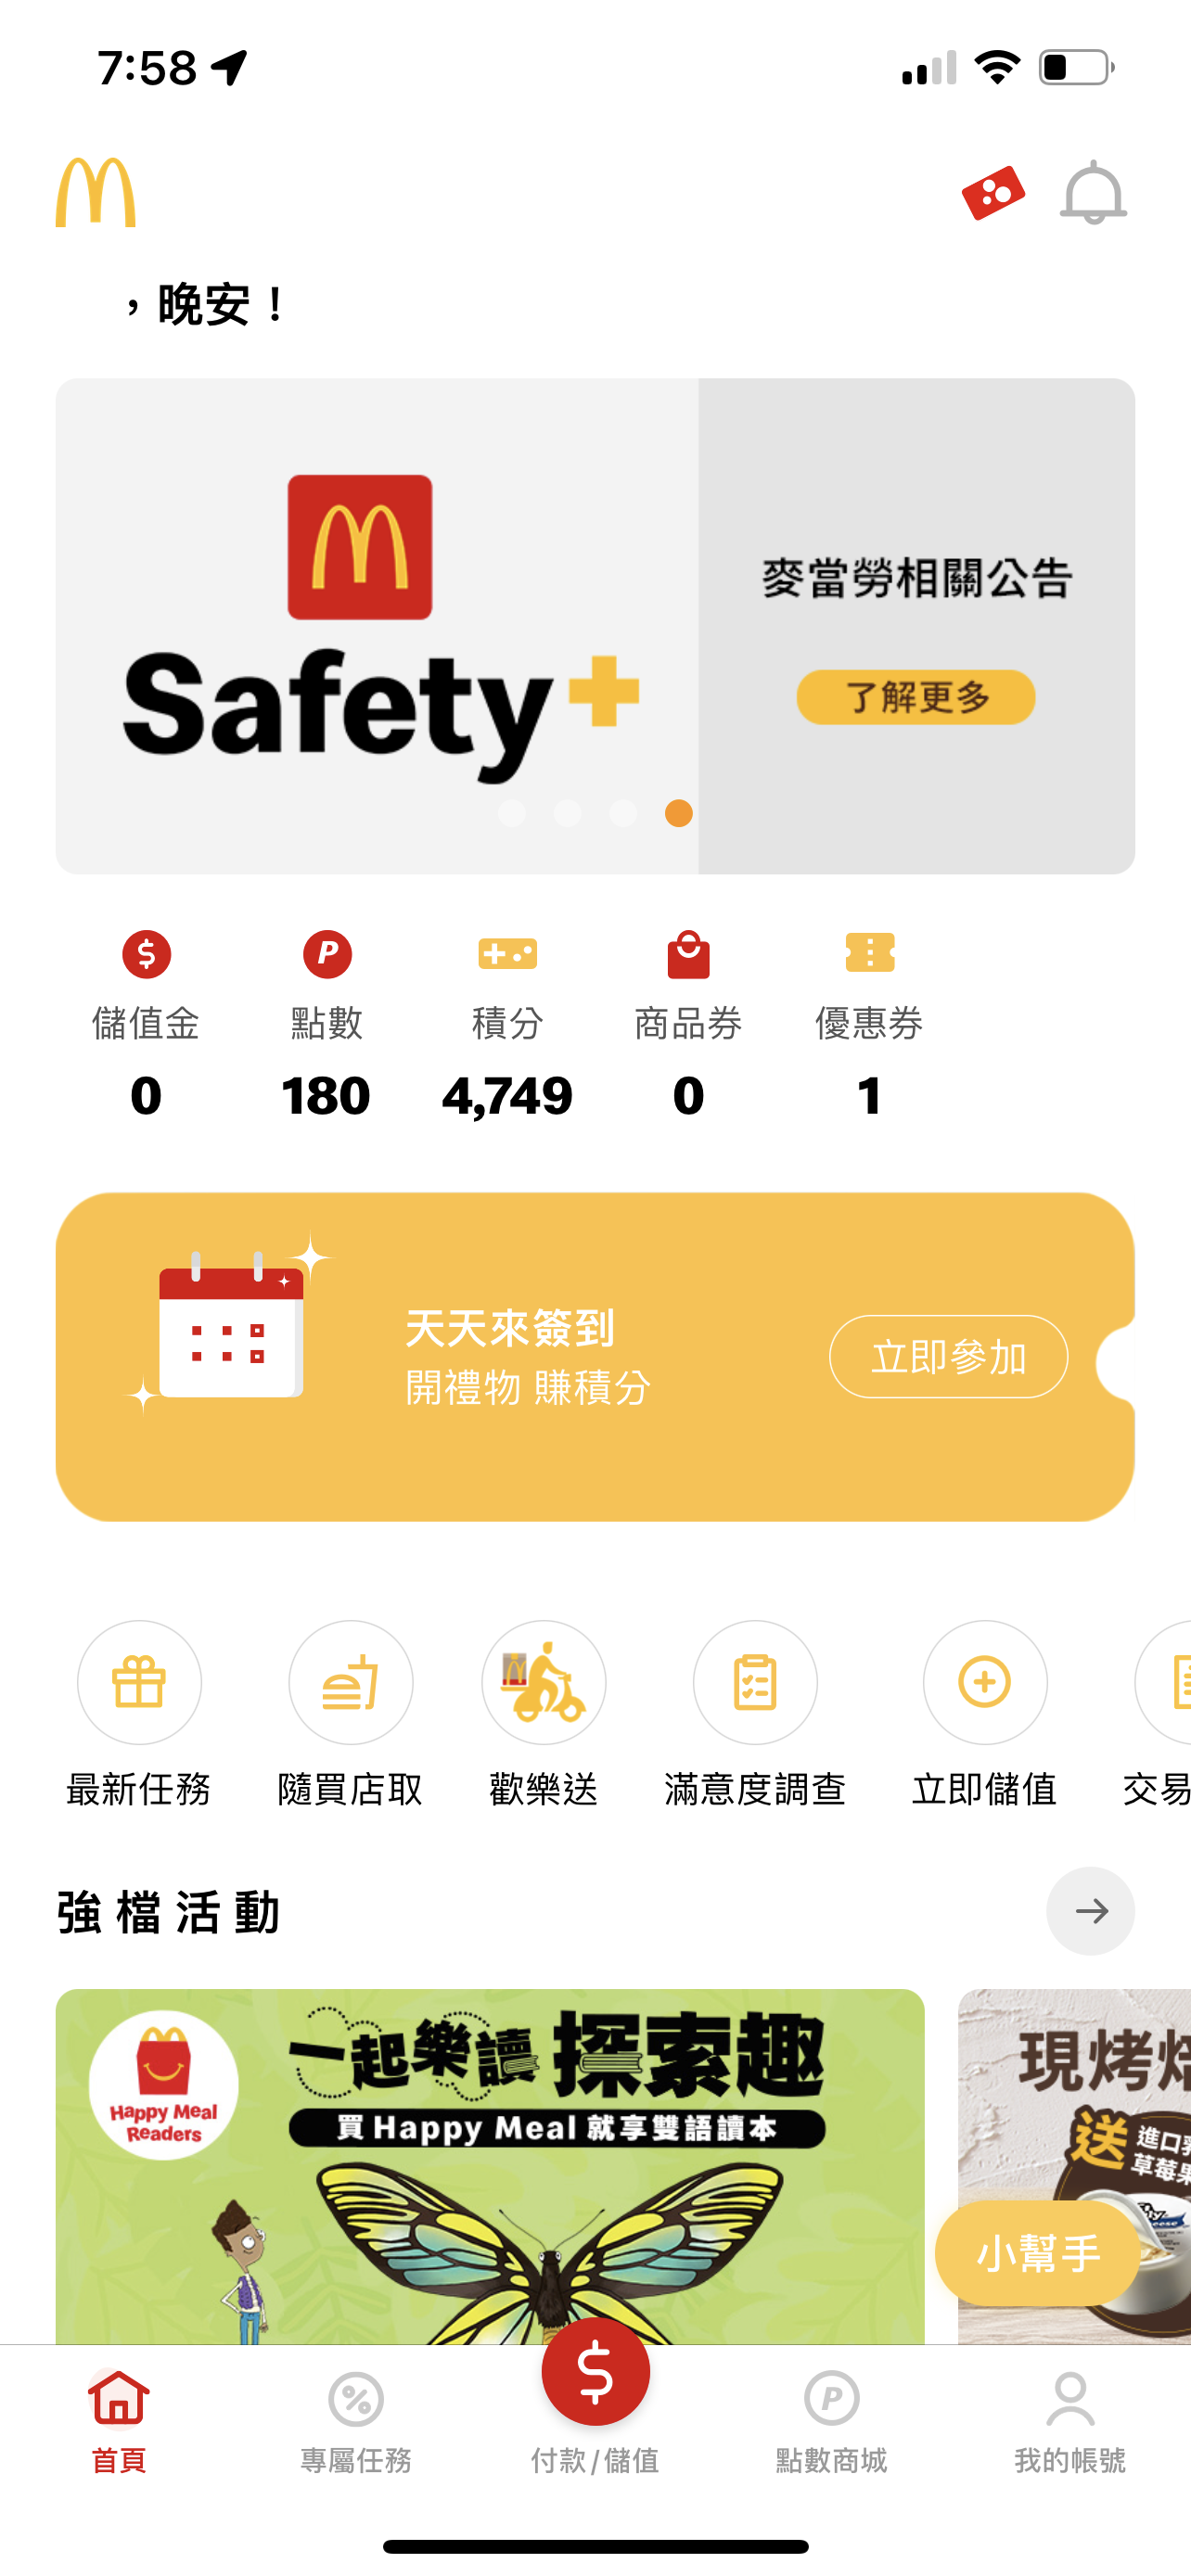 7:58
，晚安！
Safety+
麥當勞相關公告
了解更多
儲值金
點數
積分
商品券
優惠券
0
180
4,749
0
1
天天來簽到
開禮物 賺積分
立即參加
最新任務
隨買店取
歡樂送
滿意度調查
立即儲值
交易
強檔活動
Happy Meal
Readers
一起樂讀 探索趣
買 Happy Meal 就享雙語讀本
現烤焙
送
進口乳
草莓果
小幫手
首頁
專屬任務
付款/儲值
點數商城
我的帳號